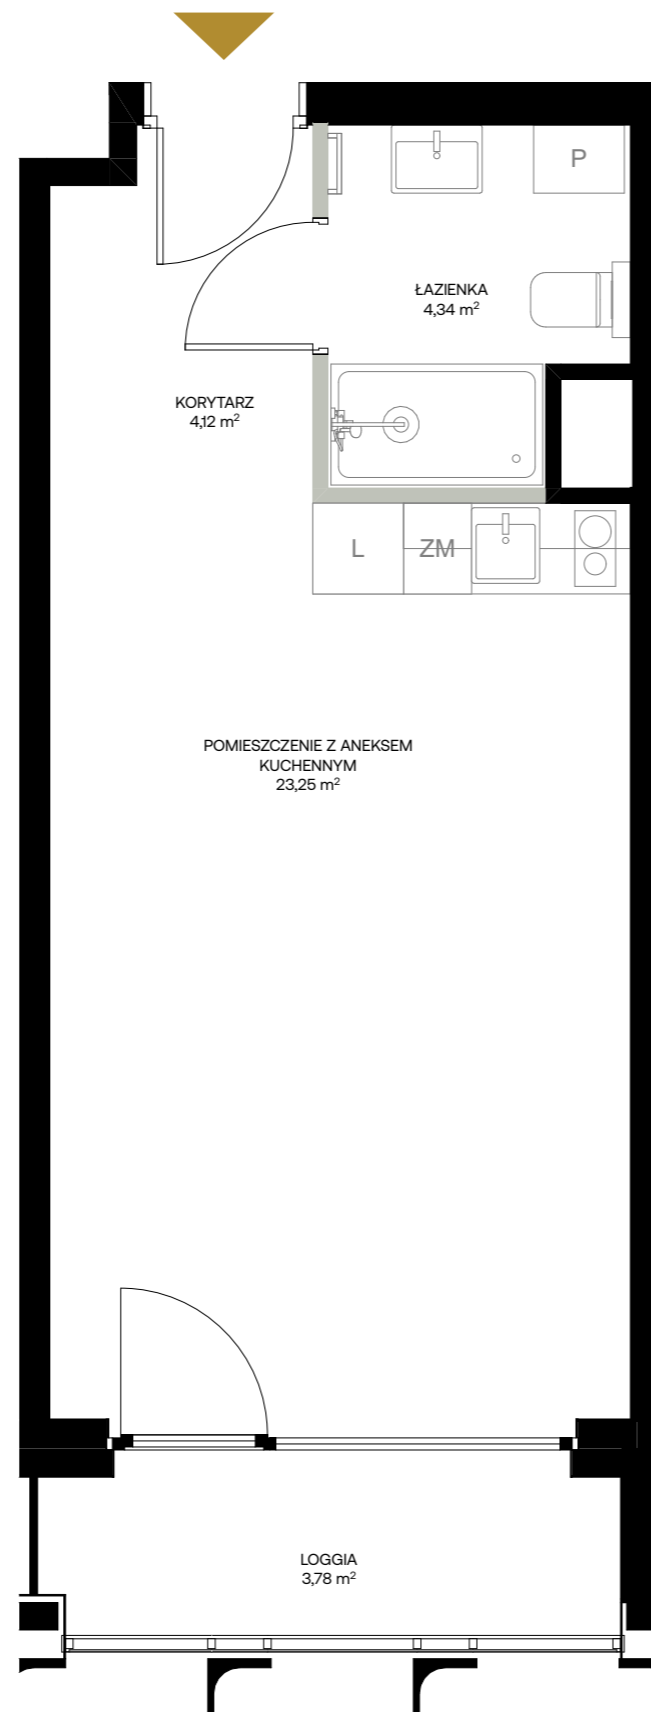 P
ŁAZIENKA
4,34 m²
KORYTARZ
4,12 m²
L
ZM
POMIESZCZENIE Z ANEKSEM
KUCHENNYM
23,25 m²
LOGGIA
3,78 m²